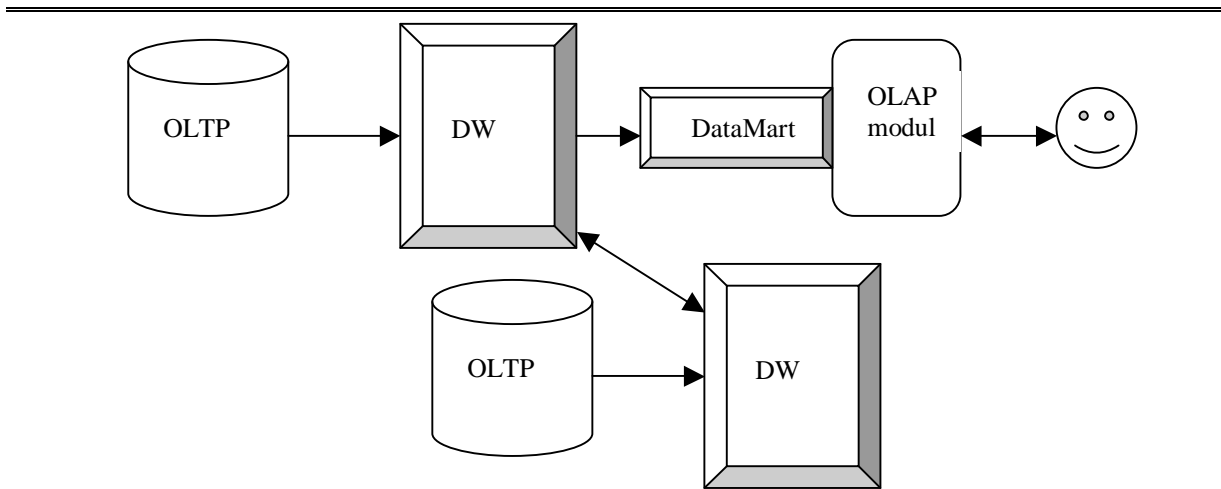 OLTP
DW
DataMart
OLAP
modul
OLTP
DW